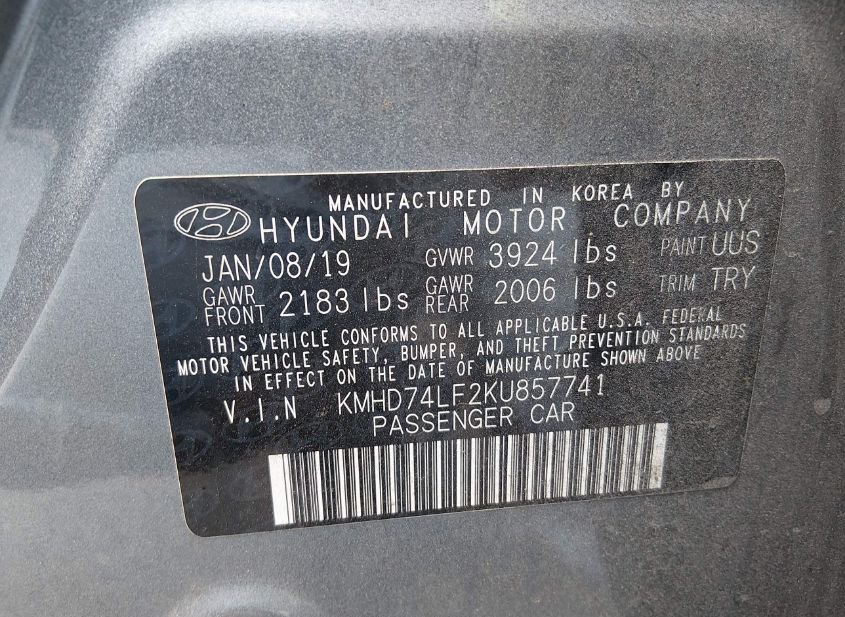 MANUFACTURED IN KOREA BY
HYUNDAI MOTOR COMPANY
JAN/08/19 GVWR 3924 lbs PAINT UUS
GAWR FRONT 2183 lbs GAWR REAR 2006 lbs TRIM TRY
THIS VEHICLE CONFORMS TO ALL APPLICABLE U.S.A. FEDERAL
MOTOR VEHICLE SAFETY, BUMPER, AND THEFT PREVENTION STANDARDS
IN EFFECT ON THE DATE OF MANUFACTURE SHOWN ABOVE
V.I.N KMHD74LF2KU857741
PASSENGER CAR